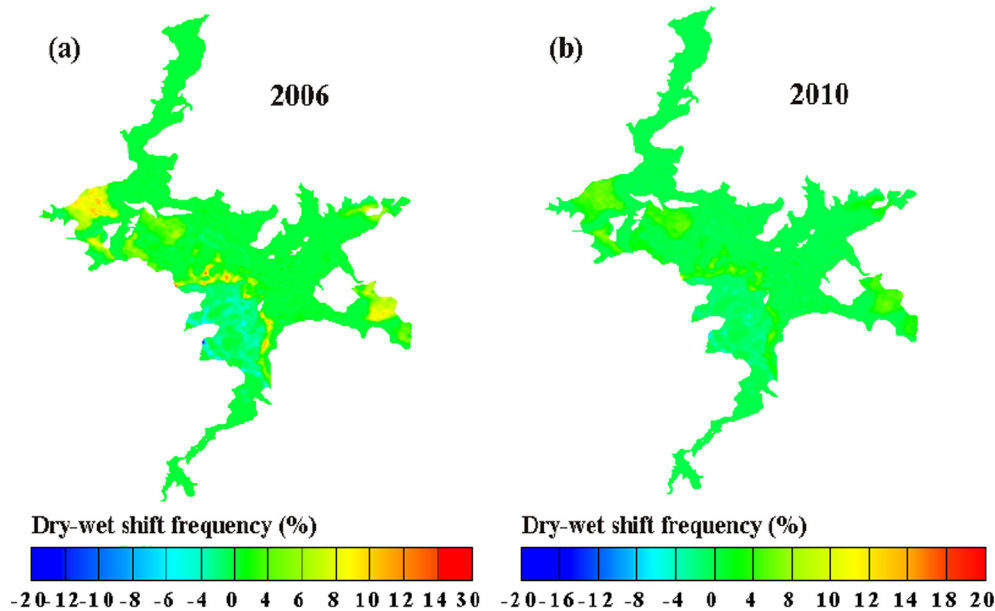 (a)
2006
(b)
2010
Dry-wet shift frequency (%)
-20 -12 -10 -8 -6 -4 0 4 6 8 10 12 14 30
Dry-wet shift frequency (%)
-20 -16 -12 -8 -4 0 4 8 10 12 14 16 18 20